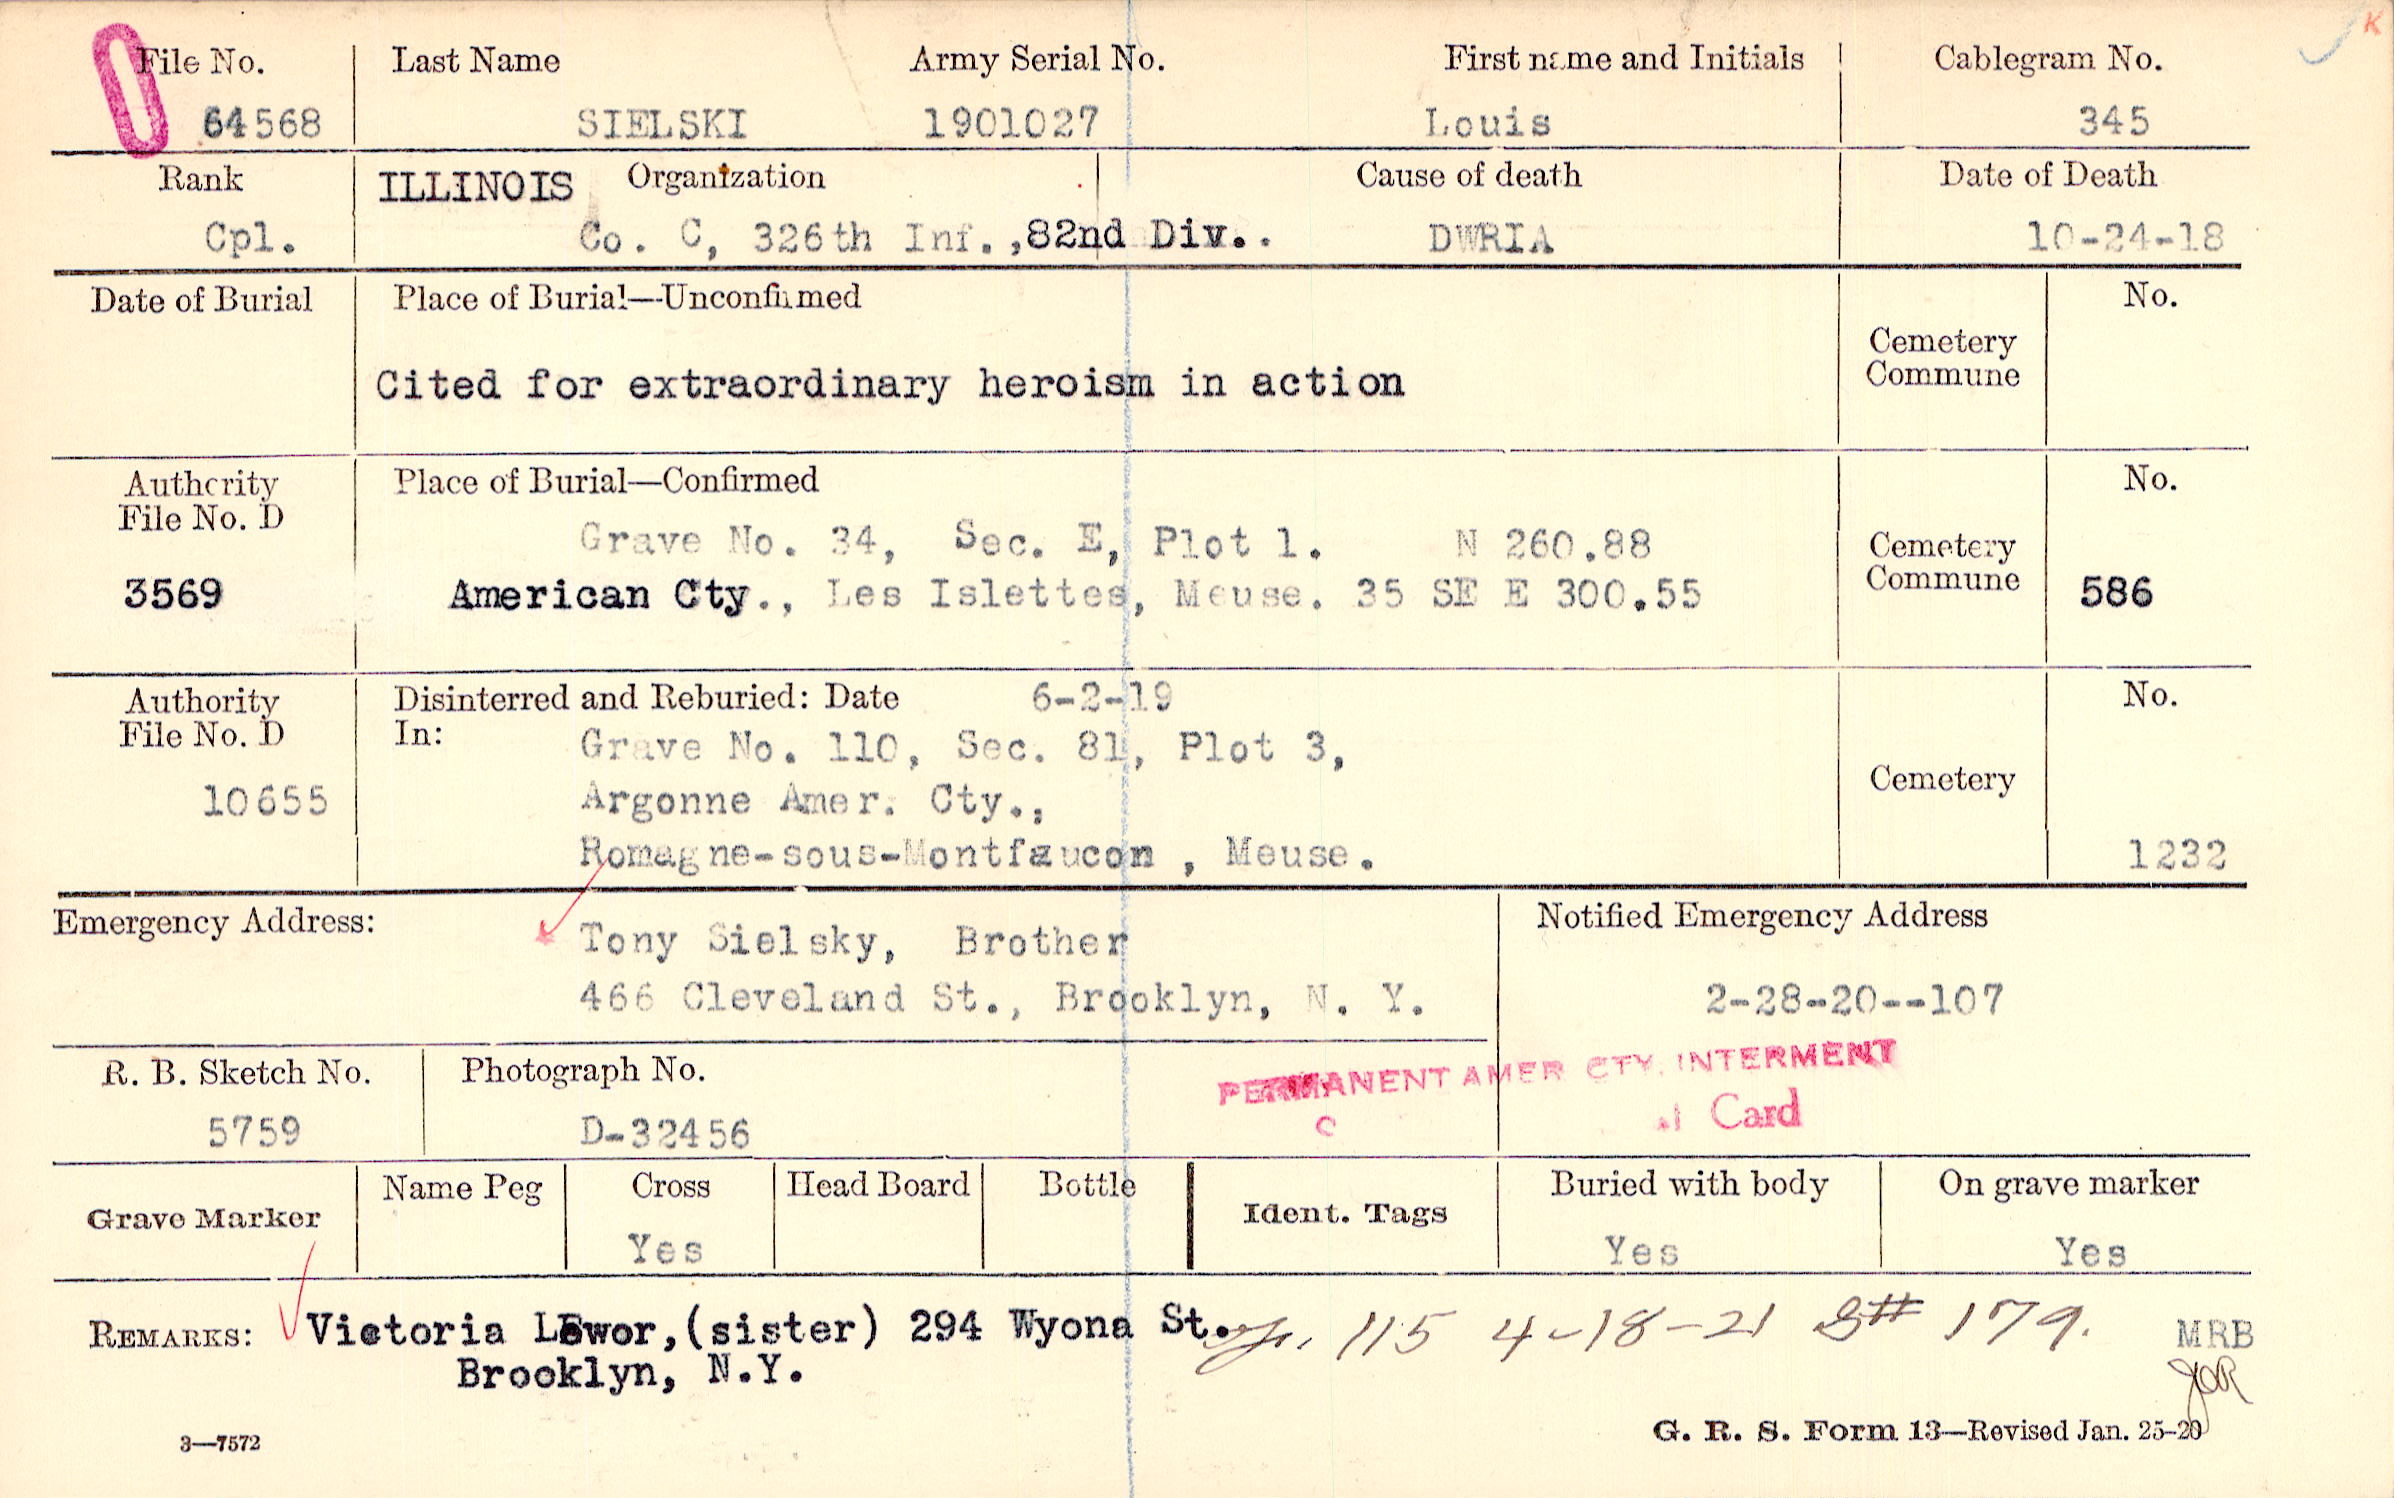 File No. Last Name Army Serial No. First name and Initials Cablegram No.
64568 SIELSKI 1901027 Louis 345
Rank ILLINOIS Organization Cause of death Date of Death
Cpl. Co. C, 326th Inf.,82nd Div.. DWRIA 10-24-18
Date of Burial Place of Burial—Unconfirmed No.
Cemetery
Commune
Cited for extraordinary heroism in action
Authority Place of Burial—Confirmed No.
File No. D
Grave No. 34, Sec. E, Plot 1. N 260.88 Cemetery
3569 American Cty., Les Islettes, Meuse. 35 SE E 300.55 Commune 586
Authority Disinterred and Reburied: Date 6-2-19 No.
File No. D In: Grave No. 110, Sec. 81, Plot 3,
10655 Argonne Amer. Cty., Cemetery
Romagne-sous-Montfaucon , Meuse. 1232
Emergency Address: Notified Emergency Address
Tony Sielsky, Brother
466 Cleveland St., Brooklyn, N. Y. 2-28-20--107
R. B. Sketch No. Photograph No. PERMANENT AMER CTY. INTERMENT
Card
5759 D-32456
Grave Marker Name Peg Cross Head Board Bottle Ident. Tags Buried with body On grave marker
Yes Yes Yes
REMARKS: Victoria LEwor,(sister) 294 Wyona St. 115 4-18-21 S# 179. MRB
Brooklyn, N.Y. JOR
3—7572 G. R. S. Form 13—Revised Jan. 25-20
K